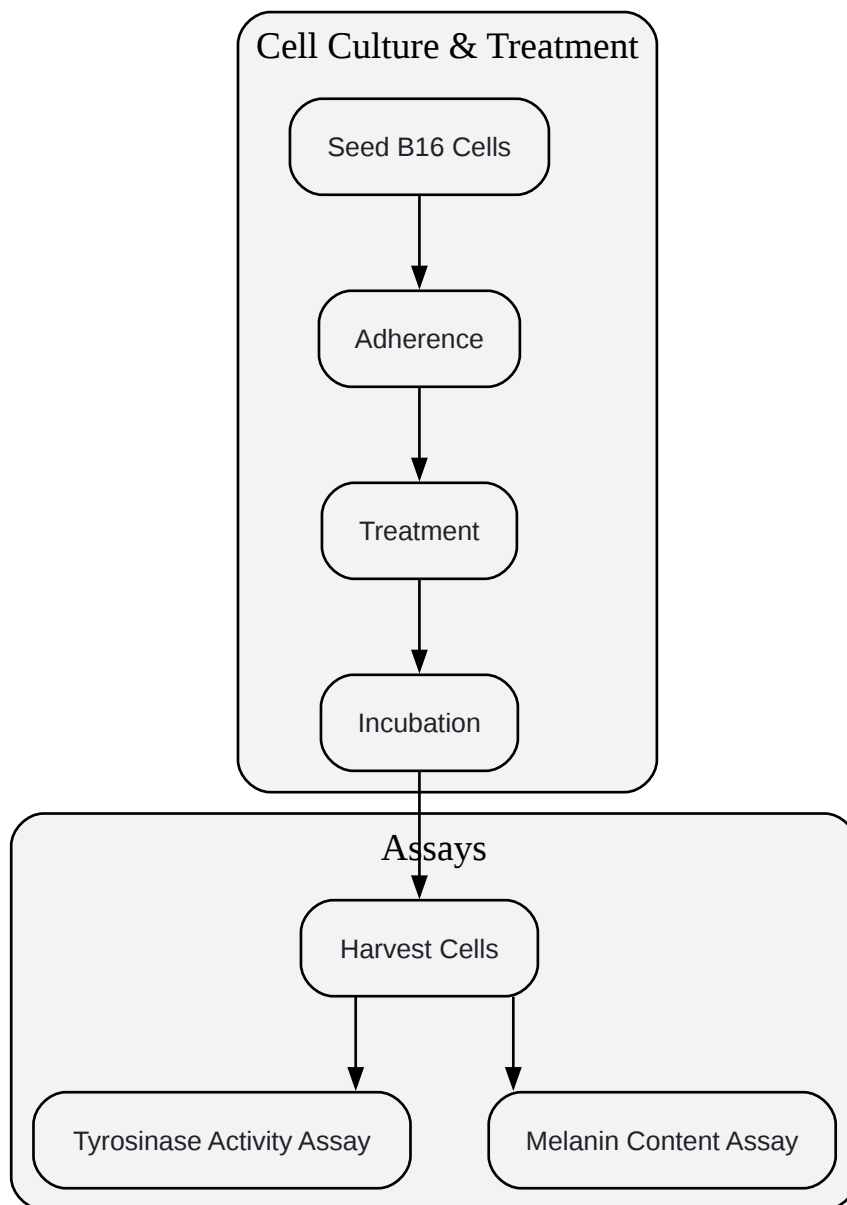 Cell Culture & Treatment
Seed B16 Cells
Adherence
Treatment
Incubation
Assays
Harvest Cells
Tyrosinase Activity Assay
Melanin Content Assay